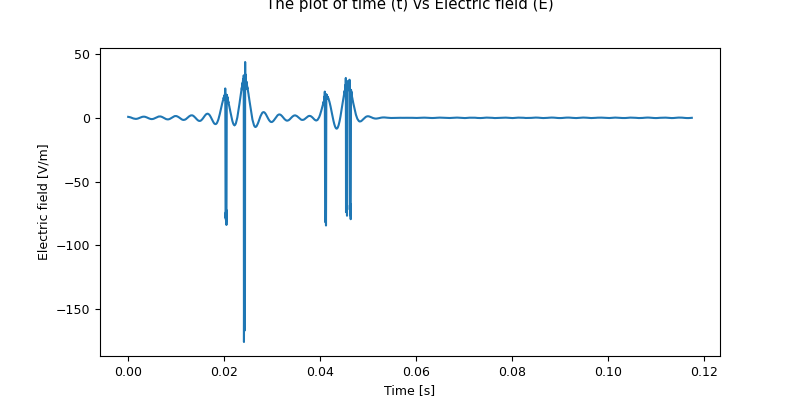 The plot of time (t) vs Electric field (E)
50
0
−50
−100
−150
Electric field [V/m]
0.00 0.02 0.04 0.06 0.08 0.10 0.12
Time [s]